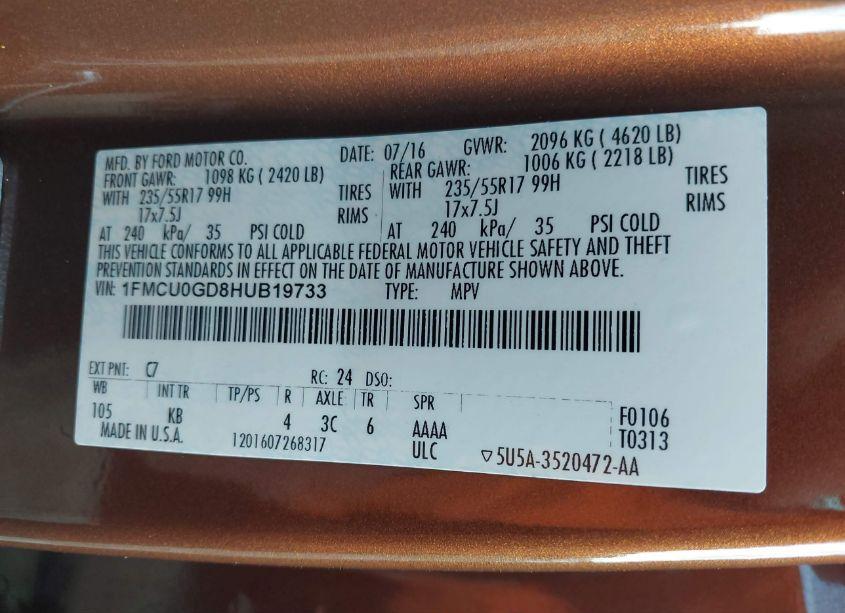 MFD. BY FORD MOTOR CO. DATE: 07/16 GVWR: 2096 KG ( 4620 LB)
FRONT GAWR: 1098 KG ( 2420 LB) REAR GAWR: 1006 KG ( 2218 LB)
WITH 235/55R17 99H TIRES WITH 235/55R17 99H TIRES
17x7.5J RIMS 17x7.5J RIMS
AT 240 kPa/ 35 PSI COLD AT 240 kPa/ 35 PSI COLD
THIS VEHICLE CONFORMS TO ALL APPLICABLE FEDERAL MOTOR VEHICLE SAFETY AND THEFT
PREVENTION STANDARDS IN EFFECT ON THE DATE OF MANUFACTURE SHOWN ABOVE.
VIN: 1FMCU0GD8HUB19733 TYPE: MPV
EXT PNT: C7 RC: 24 DSO:
WB INT TR TP/PS R AXLE TR SPR
105 KB 4 3C 6 AAAA F0106
MADE IN U.S.A. 1201607268317 ULC T0313
▽5U5A-3520472-AA